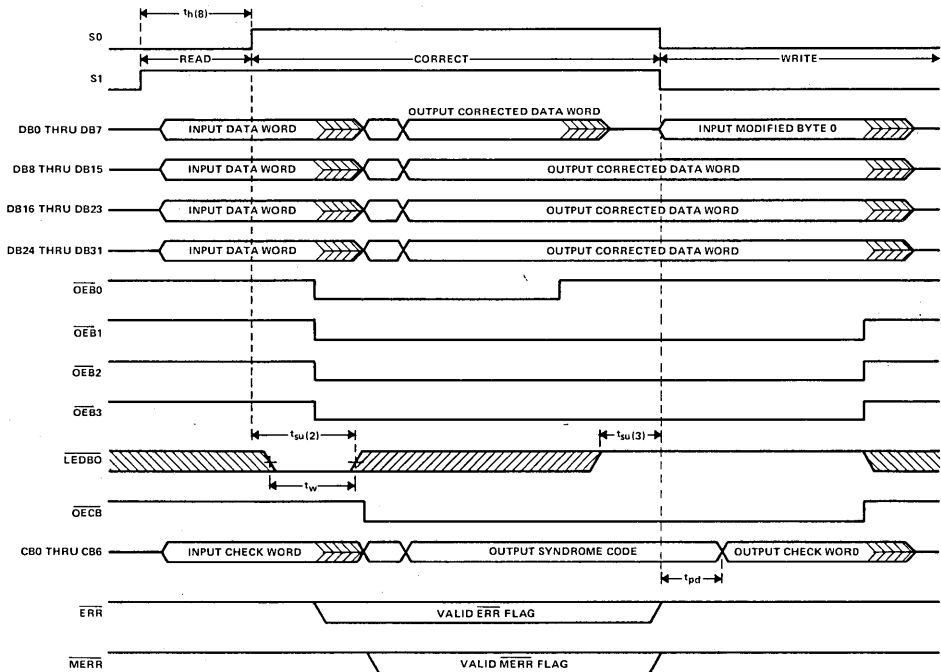 th(8)
S0
READ CORRECT WRITE
S1
OUTPUT CORRECTED DATA WORD
DB0 THRU DB7 INPUT DATA WORD INPUT MODIFIED BYTE 0
DB8 THRU DB15 INPUT DATA WORD OUTPUT CORRECTED DATA WORD
DB16 THRU DB23 INPUT DATA WORD OUTPUT CORRECTED DATA WORD
DB24 THRU DB31 INPUT DATA WORD OUTPUT CORRECTED DATA WORD
OEB0
OEB1
OEB2
OEB3
tsu(2) tsu(3)
LEDBO
tw
OECB
CB0 THRU CB6 INPUT CHECK WORD OUTPUT SYNDROME CODE OUTPUT CHECK WORD
tpd
ERR VALID ERR FLAG
MERR VALID MERR FLAG